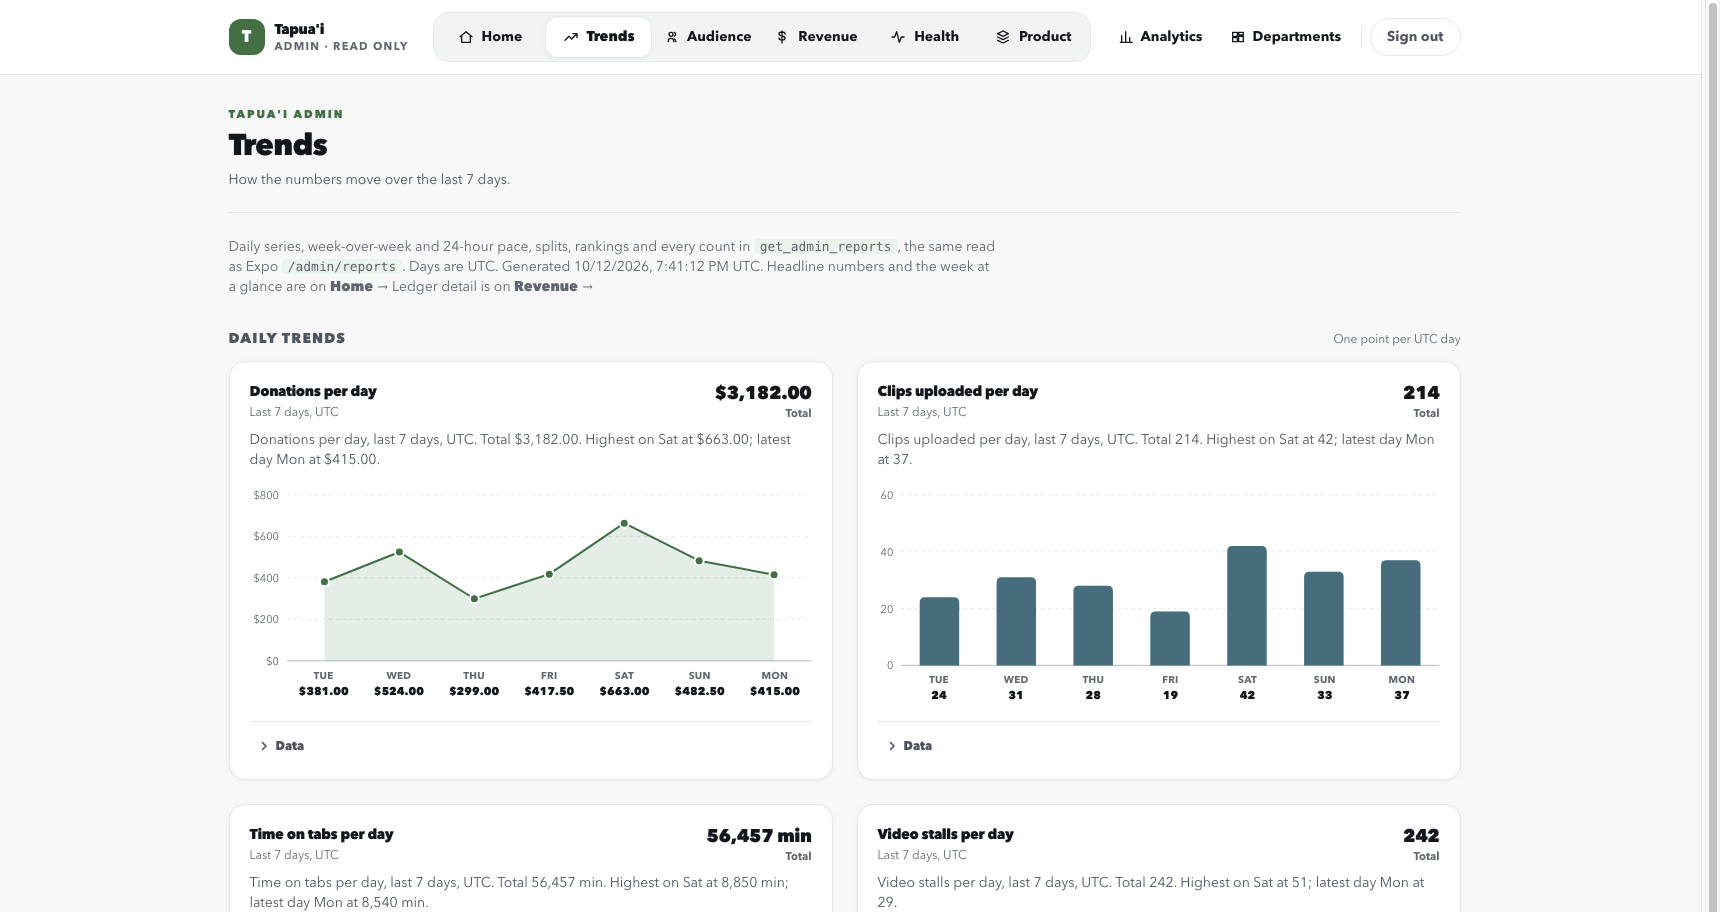 T
Tapua'i
ADMIN · READ ONLY
Home
Trends
Audience
Revenue
Health
Product
Analytics
Departments
Sign out
TAPUA'I ADMIN
Trends
How the numbers move over the last 7 days.
Daily series, week-over-week and 24-hour pace, splits, rankings and every count in get_admin_reports, the same read
as Expo /admin/reports. Days are UTC. Generated 10/12/2026, 7:41:12 PM UTC. Headline numbers and the week at
a glance are on Home → Ledger detail is on Revenue →
DAILY TRENDS
One point per UTC day
Donations per day
$3,182.00
Last 7 days, UTC
Total
Donations per day, last 7 days, UTC. Total $3,182.00. Highest on Sat at $663.00; latest
day Mon at $415.00.
$800
$600
$400
$200
$0
TUE WED THU FRI SAT SUN MON
$381.00 $524.00 $299.00 $417.50 $663.00 $482.50 $415.00
Data
Clips uploaded per day
214
Last 7 days, UTC
Total
Clips uploaded per day, last 7 days, UTC. Total 214. Highest on Sat at 42; latest day Mon
at 37.
60
40
20
0
TUE WED THU FRI SAT SUN MON
24 31 28 19 42 33 37
Data
Time on tabs per day
56,457 min
Last 7 days, UTC
Total
Time on tabs per day, last 7 days, UTC. Total 56,457 min. Highest on Sat at 8,850 min;
latest day Mon at 8,540 min.
Video stalls per day
242
Last 7 days, UTC
Total
Video stalls per day, last 7 days, UTC. Total 242. Highest on Sat at 51; latest day Mon at
29.